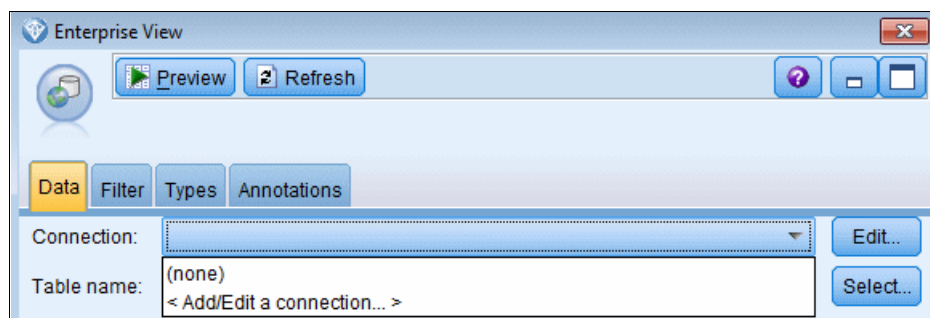 Enterprise View
Preview Refresh ?
Data Filter Types Annotations
Connection: Edit...
Table name: (none) Select...
< Add/Edit a connection... >